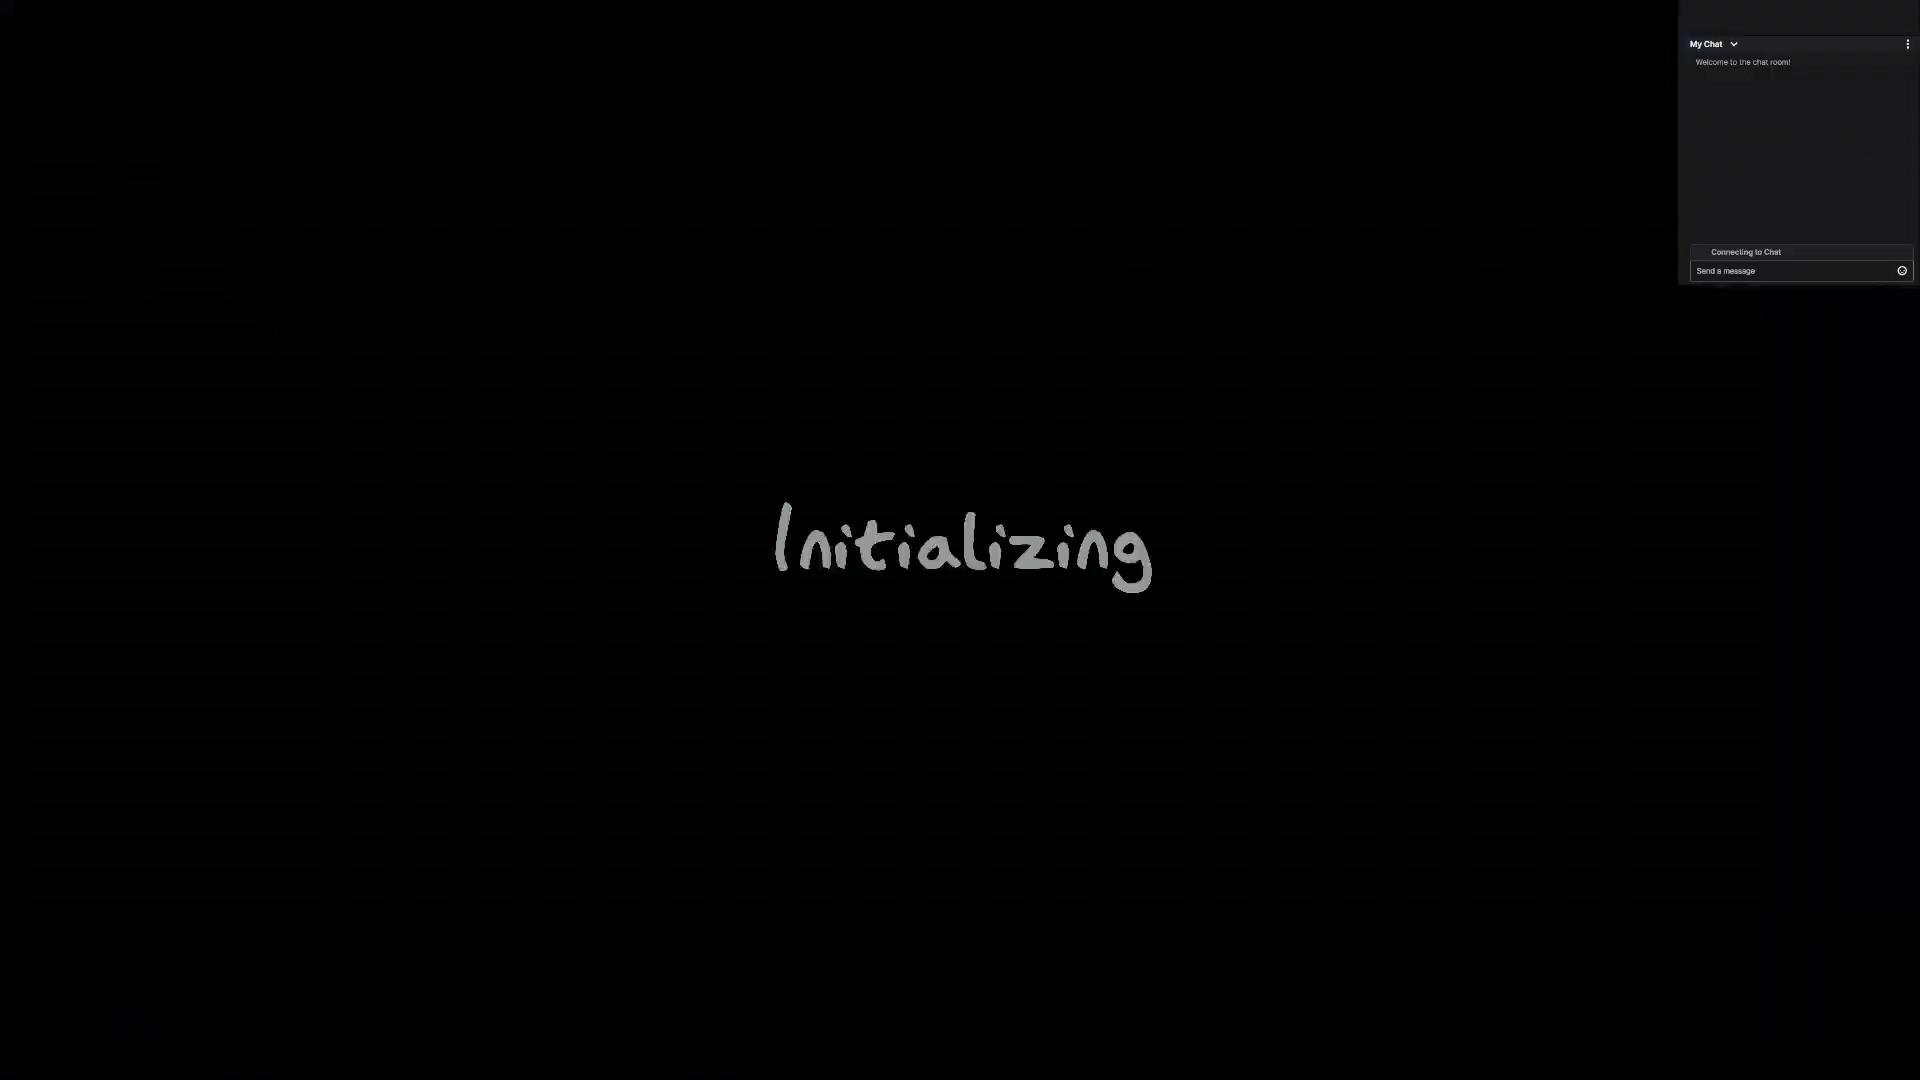 My Chat
Welcome to the chat room!
Connecting to Chat
Send a message
Initializing